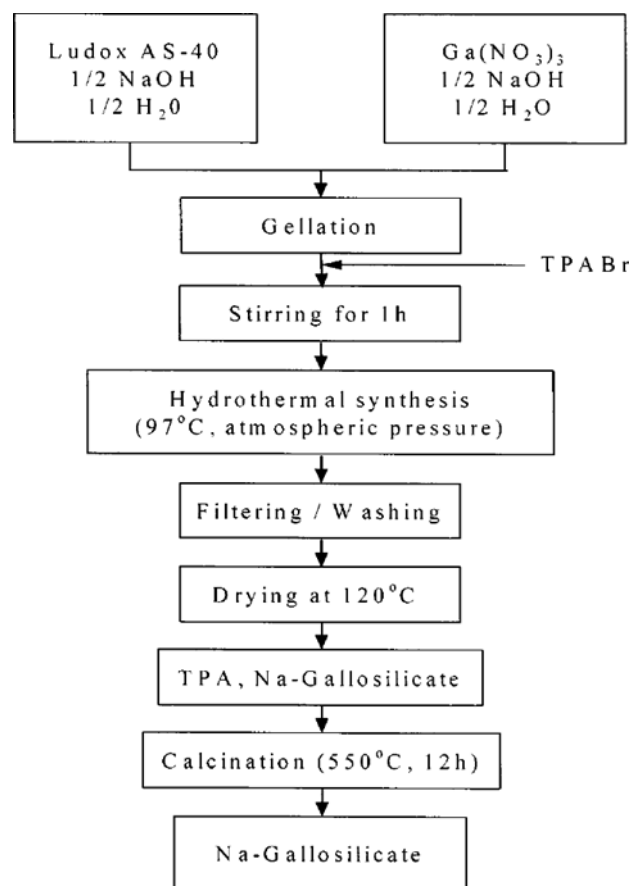 Ludox AS-40
1/2 NaOH
1/2 H₂0
Ga(NO₃)₃
1/2 NaOH
1/2 H₂O
Gellation
TPABr
Stirring for 1h
Hydrothermal synthesis
(97°C, atmospheric pressure)
Filtering / Washing
Drying at 120°C
TPA, Na-Gallosilicate
Calcination (550°C, 12h)
Na-Gallosilicate